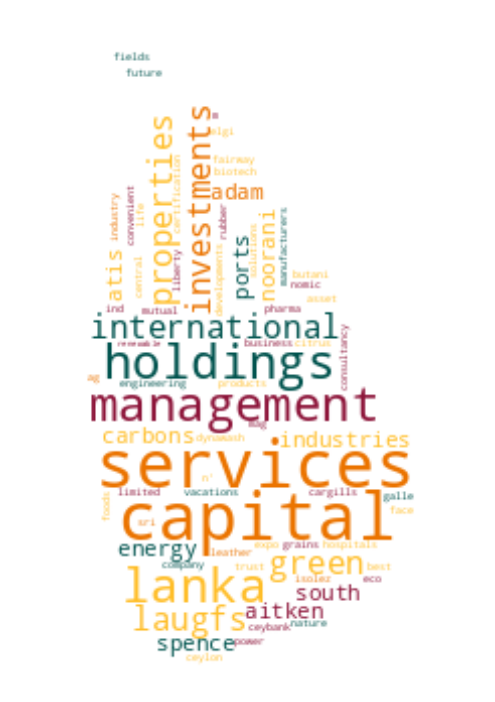 fields
future
properties
investments
m
elgi
fairway
biotech
certification
adam
industry
convenient
life
rubber
noorani
manufacturers
solutions
ports
atis
central
liberty
developments
butani
nomic
asset
ind
mutual
pharma
international
renewable
business
citrus
consultancy
holdings
ag
engineering
products
management
mag
carbons
dynawash
industries
services
n'
foods
limited
vacations
cargills
galle
capital
face
sri
energy
leather
expo
grains
hospitals
company
trust
green
best
isolez
eco
lanka
south
laugfs
aitken
ceybank
nature
spence
power
ceylon